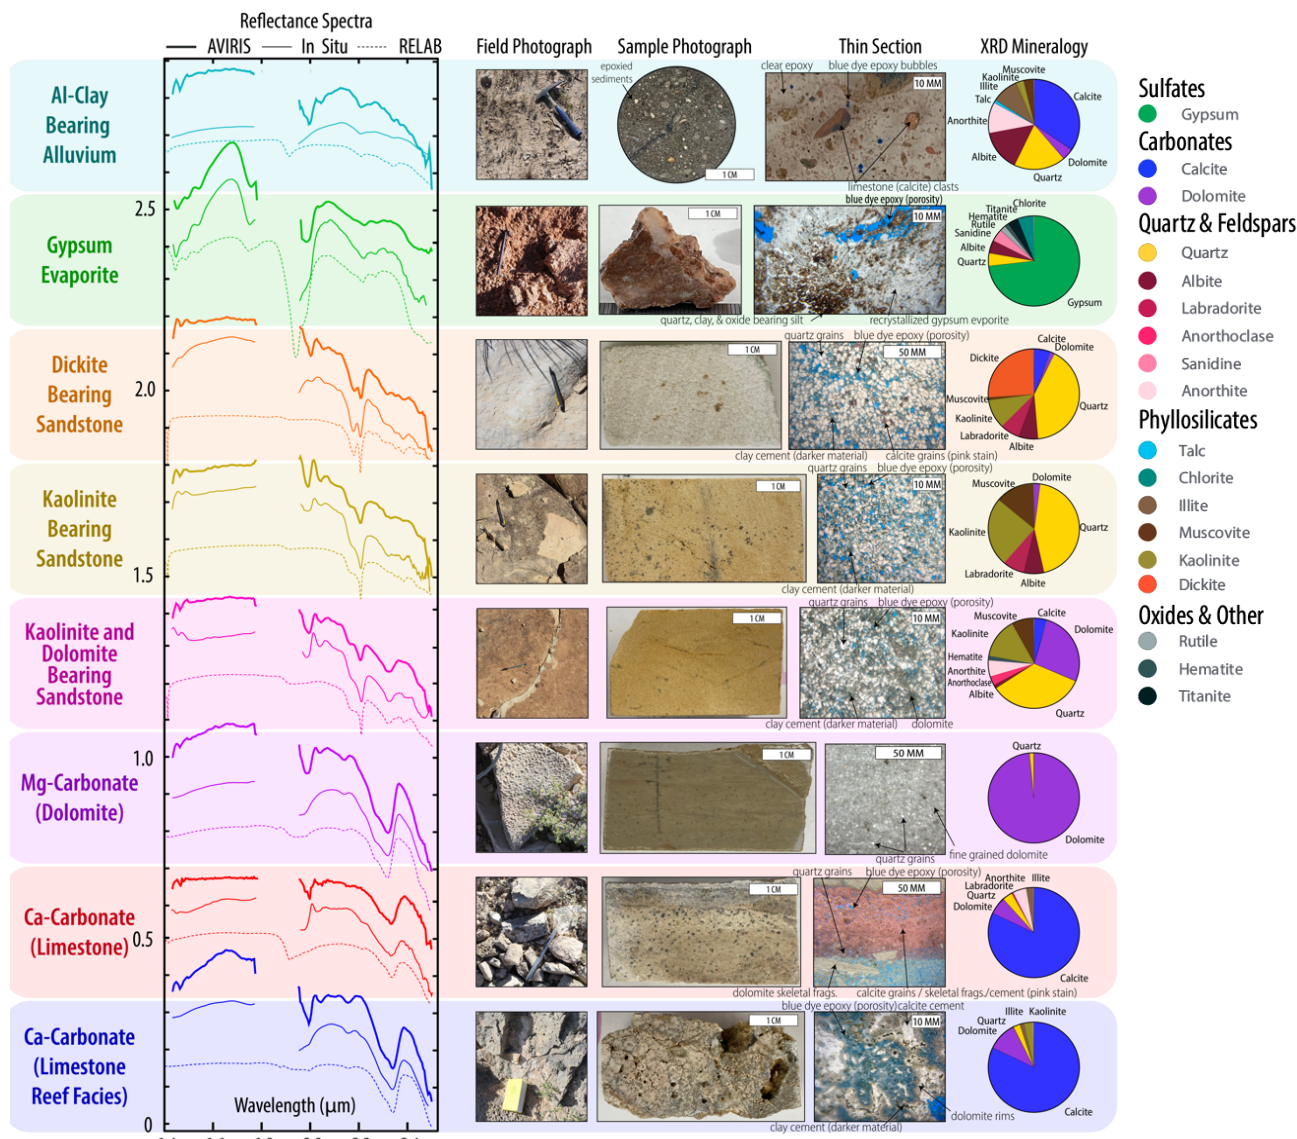 Reflectance Spectra
AVIRIS In Situ RELAB
Field Photograph
Sample Photograph
Thin Section
XRD Mineralogy
Al-Clay
Bearing
Alluvium
epoxied
sediments
1 CM
clear epoxy
blue dye epoxy bubbles
10 MM
limestone (calcite) clasts
Muscovite
Kaolinite
Illite
Talc
Anorthite
Albite
Quartz
Dolomite
Calcite
2.5
Gypsum
Evaporite
1 CM
blue dye epoxy (porosity)
10 MM
quartz, clay, & oxide bearing silt
recrystallized gypsum evporite
Chlorite
Titanite
Hematite
Rutile
Sanidine
Albite
Quartz
Gypsum
2.0
Dickite
Bearing
Sandstone
1 CM
quartz grains
blue dye epoxy (porosity)
50 MM
clay cement (darker material)
calcite grains (pink stain)
Calcite
Dolomite
Dickite
Quartz
Muscovite
Kaolinite
Labradorite
Albite
Kaolinite
Bearing
Sandstone
1.5
1 CM
quartz grains
blue dye epoxy (porosity)
10 MM
clay cement (darker material)
Dolomite
Muscovite
Kaolinite
Quartz
Labradorite
Albite
Kaolinite and
Dolomite
Bearing
Sandstone
1 CM
quartz grains
blue dye epoxy (porosity)
10 MM
clay cement (darker material)
dolomite
Calcite
Muscovite
Dolomite
Kaolinite
Hematite
Anorthite
Anorthoclase
Albite
Quartz
1.0
Mg-Carbonate
(Dolomite)
1 CM
50 MM
quartz grains
fine grained dolomite
Quartz
Dolomite
0.5
Ca-Carbonate
(Limestone)
1 CM
quartz grains
blue dye epoxy (porosity)
50 MM
dolomite skeletal frags.
calcite grains / skeletal frags./cement (pink stain)
Anorthite
Illite
Labradorite
Quartz
Dolomite
Calcite
Ca-Carbonate
(Limestone
Reef Facies)
0
Wavelength (μm)
1 CM
blue dye epoxy (porosity)
calcite cement
10 MM
dolomite rims
clay cement (darker material)
Illite
Kaolinite
Quartz
Dolomite
Calcite
Sulfates
Gypsum
Carbonates
Calcite
Dolomite
Quartz & Feldspars
Quartz
Albite
Labradorite
Anorthoclase
Sanidine
Anorthite
Phyllosilicates
Talc
Chlorite
Illite
Muscovite
Kaolinite
Dickite
Oxides & Other
Rutile
Hematite
Titanite